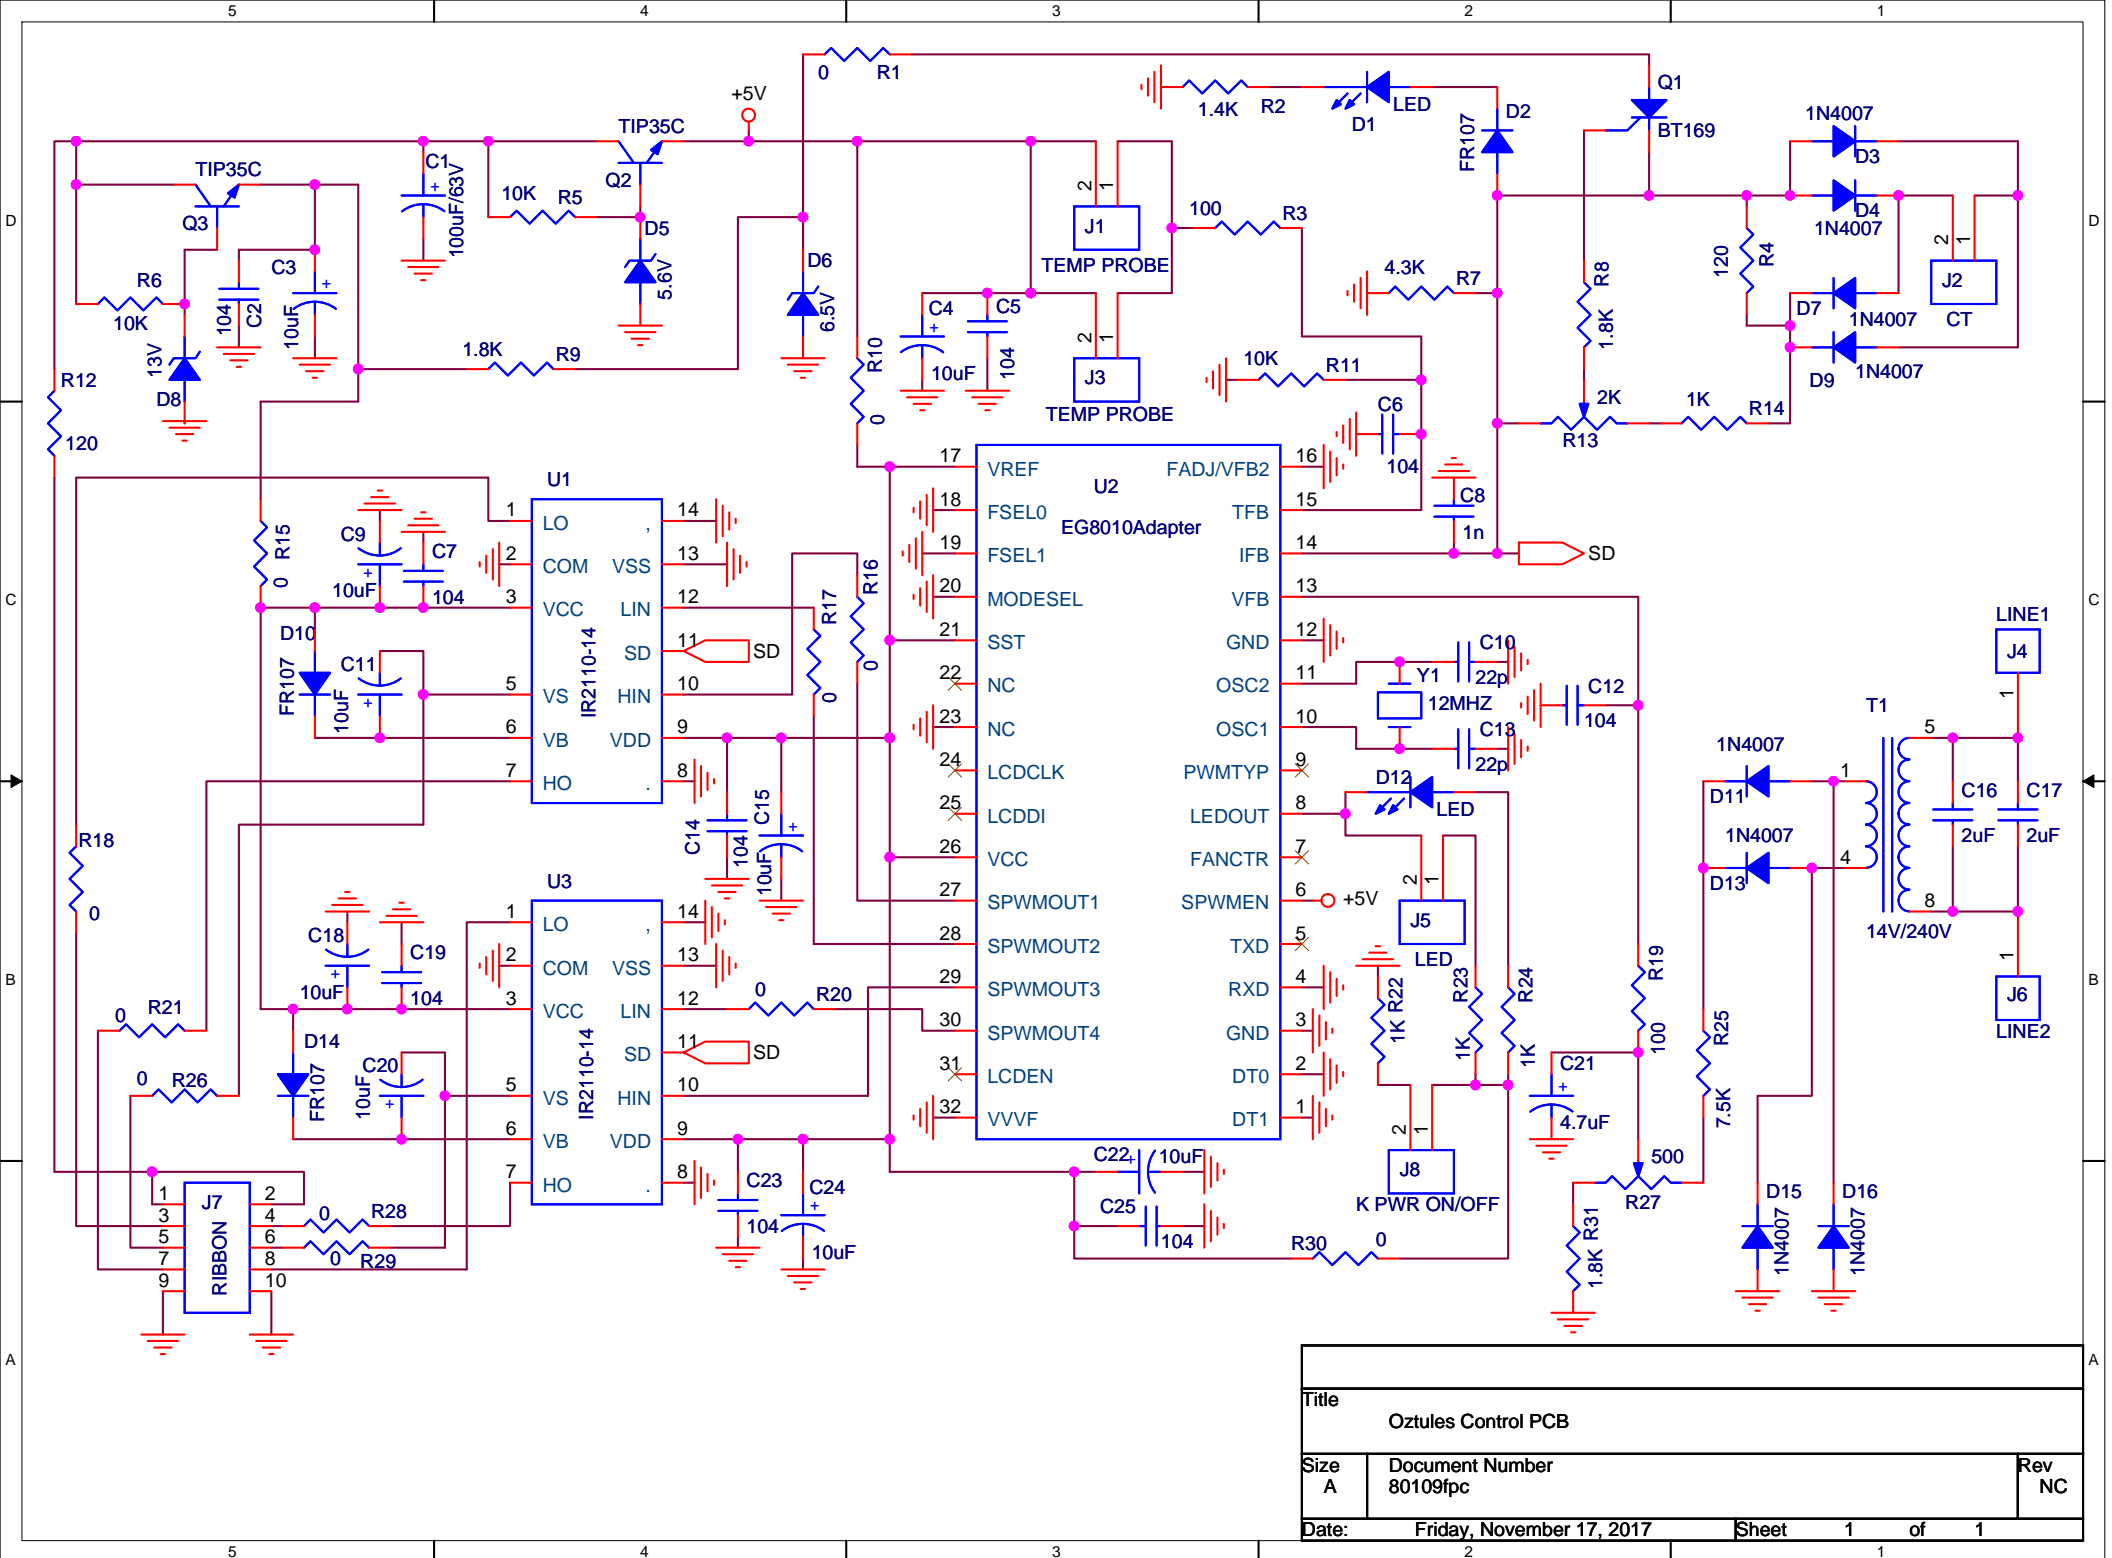 5 4 3 2 1
D D
C C
B B
A A
0 R1
+5V
TIP35C
Q3
TIP35C
Q2
C1
100uF/63V
10K R5
D5
5.6V
D6
6.5V
R6
10K
C2
104
C3
10uF
13V
D8
1.8K R9
R12
120
R10
0
C4
10uF
C5
104
2 1
J1
TEMP PROBE
2 1
J3
TEMP PROBE
100 R3
1.4K R2
D1
LED
D2
FR107
Q1
BT169
1N4007
D3
D4
1N4007
R4
120
D7
1N4007
D9
1N4007
2 1
J2
CT
4.3K R7
R8
1.8K
10K R11
C6
104
2K
R13
1K
R14
C8
1n
SD
U1
IR2110-14
1 LO
2 COM
3 VCC
5 VS
6 VB
7 HO
14 ,
13 VSS
12 LIN
11 SD
10 HIN
9 VDD
8 .
SD
R15
0
C9
10uF
C7
104
D10
FR107
C11
10uF
R16
0
R17
0
C14
104
C15
10uF
R18
0
U2
EG8010Adapter
17 VREF
18 FSEL0
19 FSEL1
20 MODESEL
21 SST
22 NC
23 NC
24 LCDCLK
25 LCDDI
26 VCC
27 SPWMOUT1
28 SPWMOUT2
29 SPWMOUT3
30 SPWMOUT4
31 LCDEN
32 VVVF
FADJ/VFB2 16
TFB 15
IFB 14
VFB 13
GND 12
OSC2 11
OSC1 10
PWMTYP 9
LEDOUT 8
FANCTR 7
SPWMEN 6
TXD 5
RXD 4
GND 3
DT0 2
DT1 1
+5V
C10
22p
Y1
12MHZ
C13
22p
C12
104
D12
LED
2 1
J5
LED
R22
1K
R23
1K
R24
1K
2 1
J8
K PWR ON/OFF
R19
100
C21
4.7uF
500
R27
R31
1.8K
R25
7.5K
1N4007
D11
1N4007
D13
D15
1N4007
D16
1N4007
T1
1 4 5 8
14V/240V
C16
2uF
C17
2uF
LINE1
J4
1
1
J6
LINE2
U3
IR2110-14
1 LO
2 COM
3 VCC
5 VS
6 VB
7 HO
14 ,
13 VSS
12 LIN
11 SD
10 HIN
9 VDD
8 .
SD
0 R20
C18
10uF
C19
104
D14
FR107
C20
10uF
0 R21
0 R26
C23
104
C24
10uF
C22 10uF
C25
104
R30 0
J7
RIBBON
1 2
3 4
5 6
7 8
9 10
0 R28
0 R29
Title
Oztules Control PCB
Size
A
Document Number
80109fpc
Rev
NC
Date: Friday, November 17, 2017 Sheet 1 of 1
5 4 3 2 1